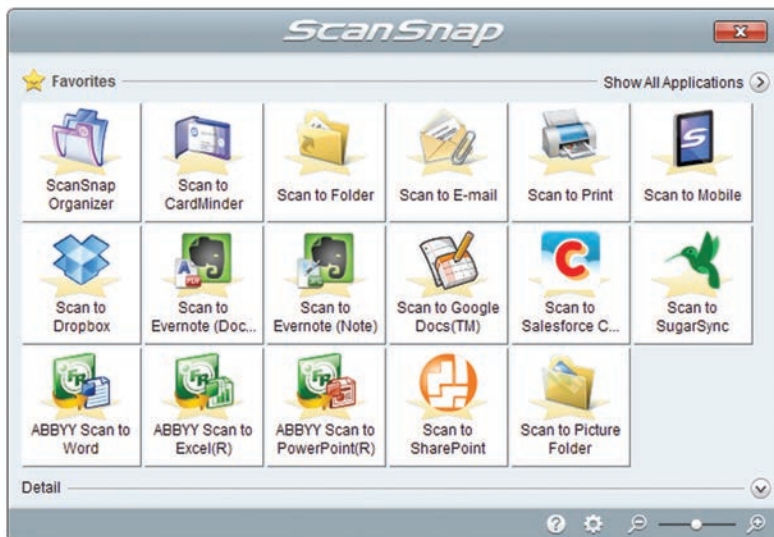 ScanSnap
Favorites
Show All Applications
ScanSnap
Organizer
Scan to
CardMinder
Scan to Folder
Scan to E-mail
Scan to Print
Scan to Mobile
Scan to
Dropbox
Scan to
Evernote (Doc...
Scan to
Evernote (Note)
Scan to Google
Docs(TM)
Scan to
Salesforce C...
Scan to
SugarSync
ABBYY Scan to
Word
ABBYY Scan to
Excel(R)
ABBYY Scan to
PowerPoint(R)
Scan to
SharePoint
Scan to Picture
Folder
Detail